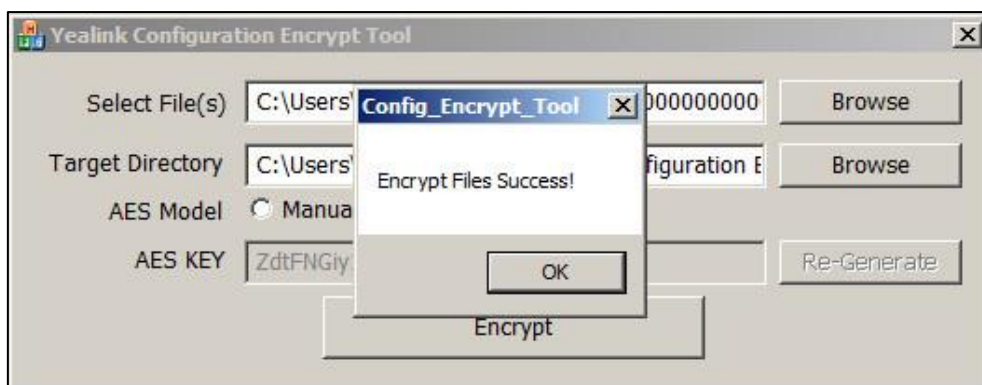 Yealink Configuration Encrypt Tool
Select File(s) C:\Users\ 000000000 Browse
Config_Encrypt_Tool
Target Directory C:\Users\ figuration E Browse
Encrypt Files Success!
AES Model Manua
AES KEY ZdtFNGiy Re-Generate
OK
Encrypt